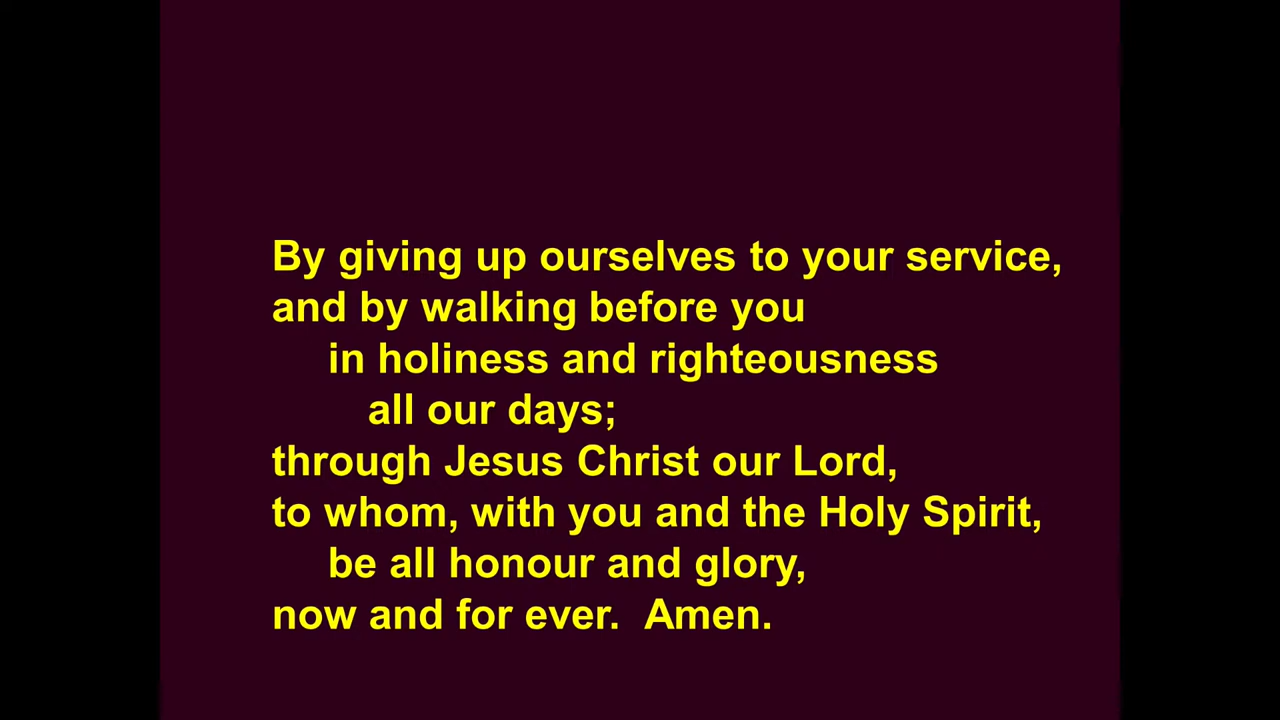 By giving up ourselves to your service,
and by walking before you
in holiness and righteousness
all our days;
through Jesus Christ our Lord,
to whom, with you and the Holy Spirit,
be all honour and glory,
now and for ever.  Amen.